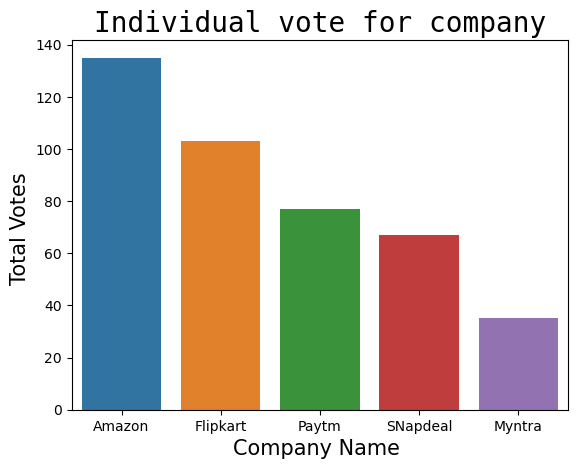 Individual vote for company
140
120
100
80
60
40
20
0
Total Votes
Amazon Flipkart Paytm SNapdeal Myntra
Company Name